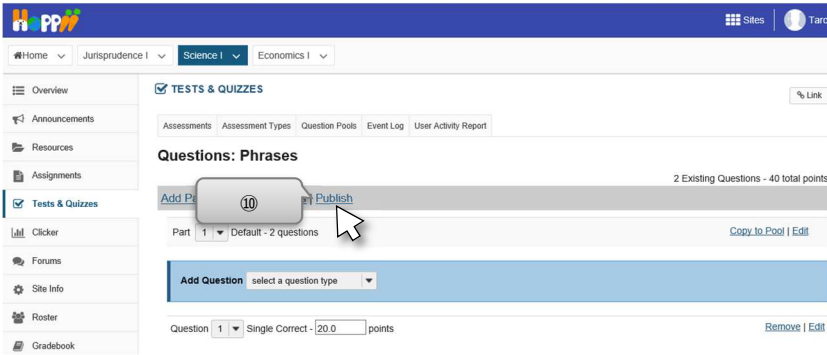 Hoppii
Sites
Taro
Home
Jurisprudence I
Science I
Economics I
Overview
Announcements
Resources
Assignments
Tests & Quizzes
Clicker
Forums
Site Info
Roster
Gradebook
TESTS & QUIZZES
Link
Assessments Assessment Types Question Pools Event Log User Activity Report
Questions: Phrases
2 Existing Questions - 40 total points
Add
⑩
Publish
Part 1 Default - 2 questions
Copy to Pool | Edit
Add Question select a question type
Question 1 Single Correct - 20.0 points
Remove | Edit